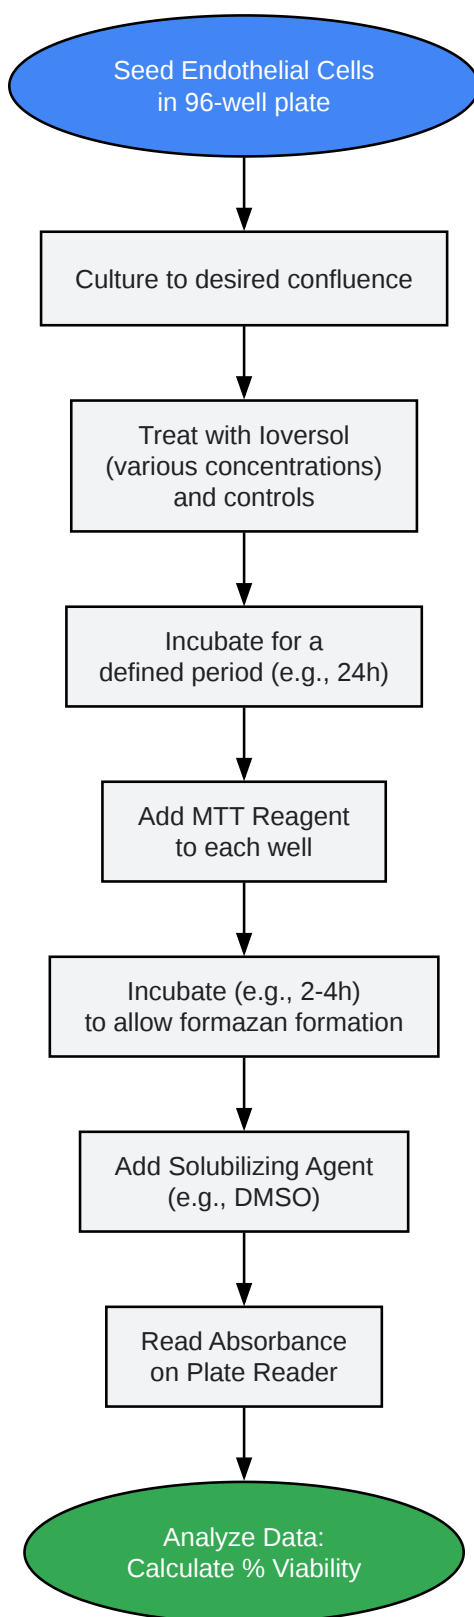 Seed Endothelial Cells
in 96-well plate
Culture to desired confluence
Treat with Ioversol
(various concentrations)
and controls
Incubate for a
defined period (e.g., 24h)
Add MTT Reagent
to each well
Incubate (e.g., 2-4h)
to allow formazan formation
Add Solubilizing Agent
(e.g., DMSO)
Read Absorbance
on Plate Reader
Analyze Data:
Calculate % Viability